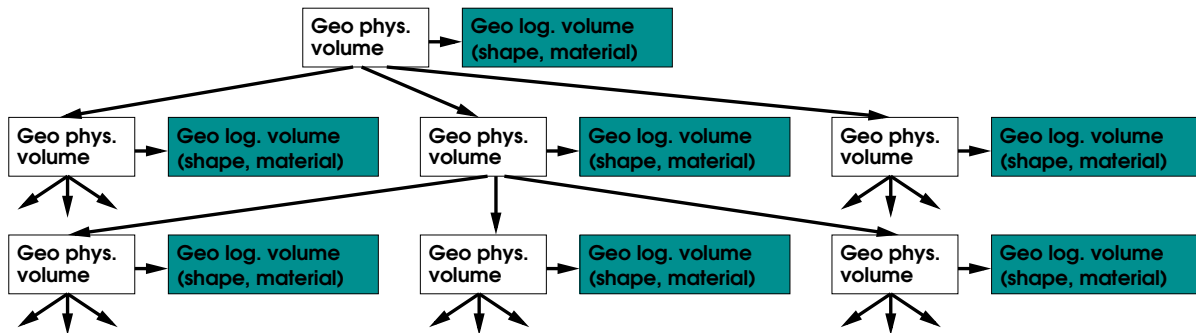 Geo phys.
volume
Geo log. volume
(shape, material)
Geo phys.
volume
Geo log. volume
(shape, material)
Geo phys.
volume
Geo log. volume
(shape, material)
Geo phys.
volume
Geo log. volume
(shape, material)
Geo phys.
volume
Geo log. volume
(shape, material)
Geo phys.
volume
Geo log. volume
(shape, material)
Geo phys.
volume
Geo log. volume
(shape, material)